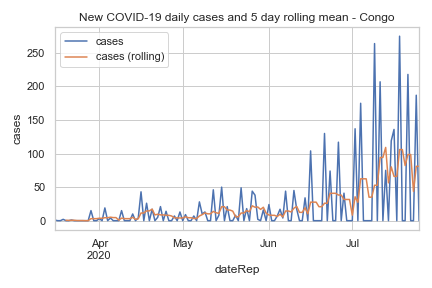 New COVID-19 daily cases and 5 day rolling mean - Congo
cases
cases (rolling)
250
200
150
100
50
0
cases
Apr
2020
May
Jun
Jul
dateRep